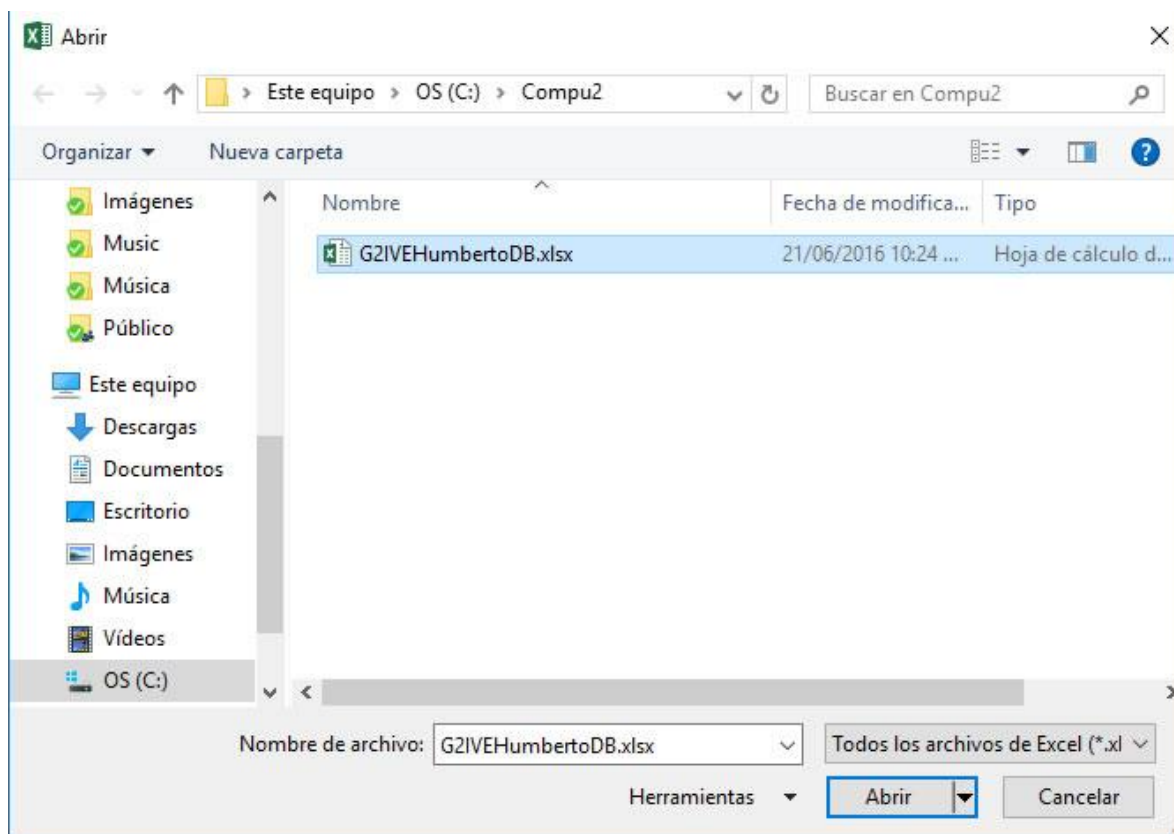 Abrir
Este equipo > OS (C:) > Compu2
Buscar en Compu2
Organizar
Nueva carpeta
Imágenes
Music
Música
Público
Este equipo
Descargas
Documentos
Escritorio
Imágenes
Música
Vídeos
OS (C:)
Nombre
Fecha de modifica...
Tipo
G2IVEHumbertoDB.xlsx
21/06/2016 10:24 ...
Hoja de cálculo d...
Nombre de archivo:
G2IVEHumbertoDB.xlsx
Todos los archivos de Excel (*.xl
Herramientas
Abrir
Cancelar